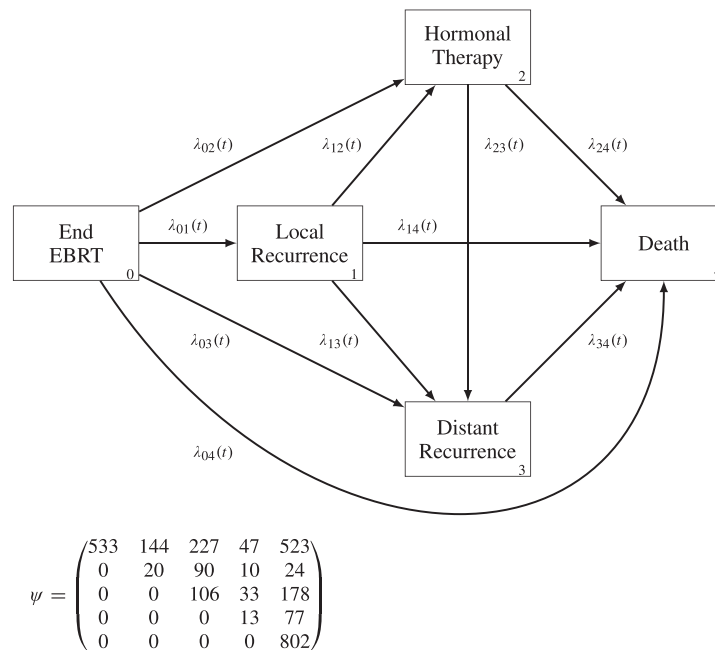 Hormonal
Therapy
2
λ02(t)
λ12(t)
λ23(t)
λ24(t)
End
EBRT
0
λ01(t)
Local
Recurrence
1
λ14(t)
Death
λ03(t)
λ13(t)
λ34(t)
Distant
Recurrence
3
λ04(t)
533 144 227 47 523
0 20 90 10 24
ψ = 0 0 106 33 178
0 0 0 13 77
0 0 0 0 802